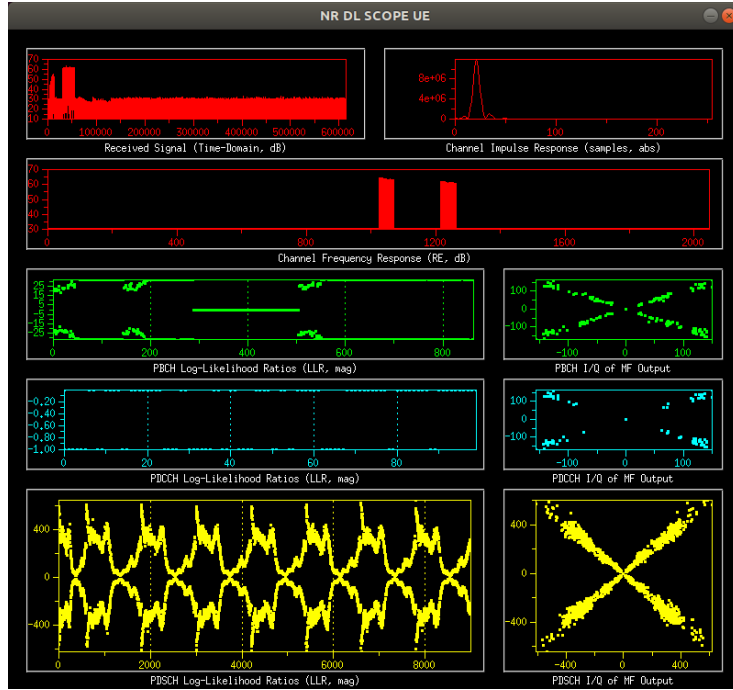 NR DL SCOPE UE
70
60
50
40
30
20
10
0 100000 200000 300000 400000 500000 600000
Received Signal (Time-Domain, dB)
8e+06
4e+06
0 100 200
Channel Impulse Response (samples, abs)
70
60
50
40
30
0 400 800 1200 1600 2000
Channel Frequency Response (RE, dB)
0 200 400 600 800
PBCH Log-Likelihood Ratios (LLR, mag)
100
0
-100
-100 0 100
PBCH I/Q of MF Output
-0.20
-0.40
-0.60
-0.80
-1.00
0 20 40 60 80
PDCCH Log-Likelihood Ratios (LLR, mag)
100
0
-100
-100 0 100
PDCCH I/Q of MF Output
400
0
-400
0 2000 4000 6000 8000
PDSCH Log-Likelihood Ratios (LLR, mag)
400
0
-400
-400 0 400
PDSCH I/Q of MF Output